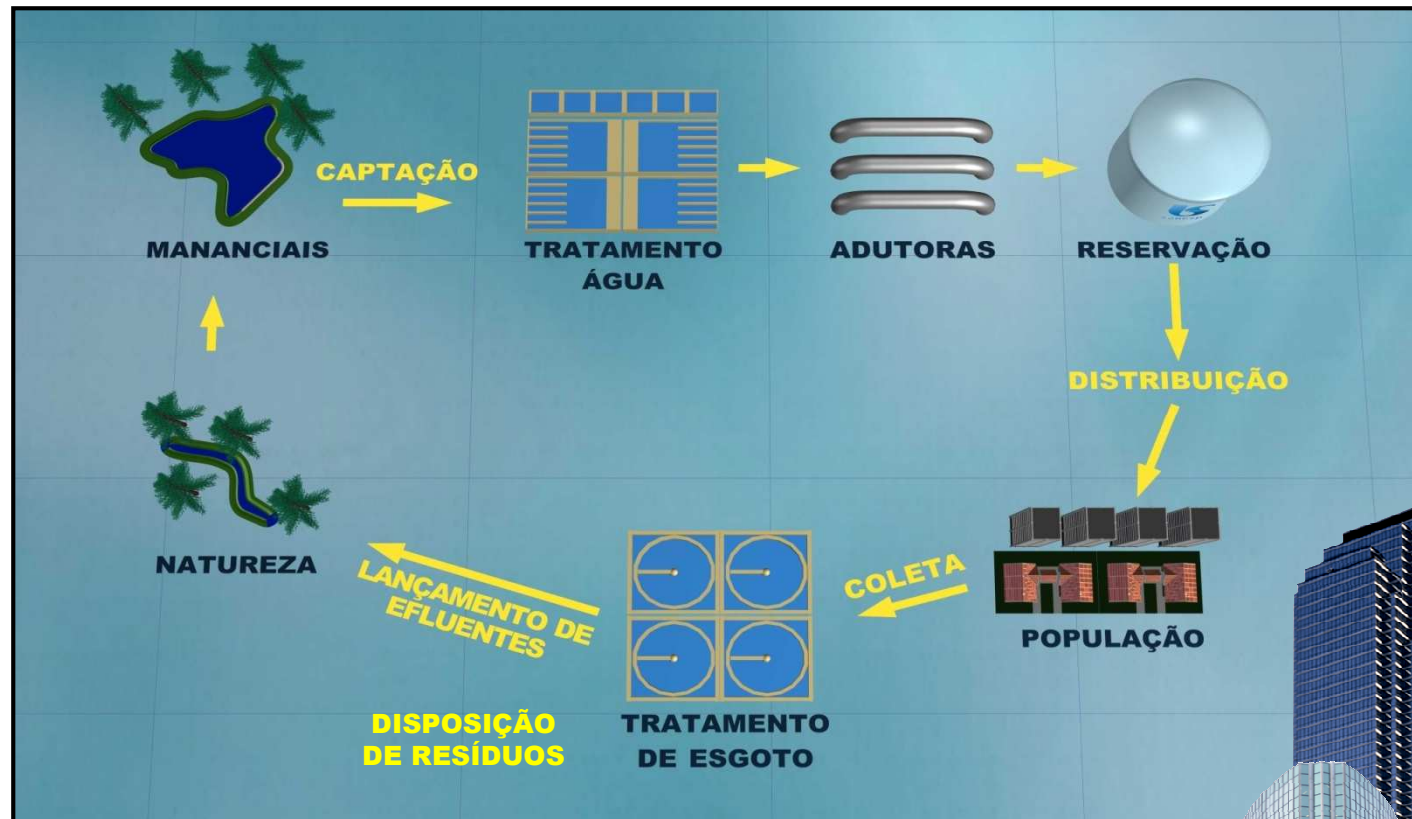 CAPTAÇÃO
MANANCIAIS
TRATAMENTO
ÁGUA
ADUTORAS
RESERVAÇÃO
DISTRIBUIÇÃO
POPULAÇÃO
COLETA
TRATAMENTO
DE ESGOTO
LANÇAMENTO DE
EFLUENTES
DISPOSIÇÃO
DE RESÍDUOS
NATUREZA